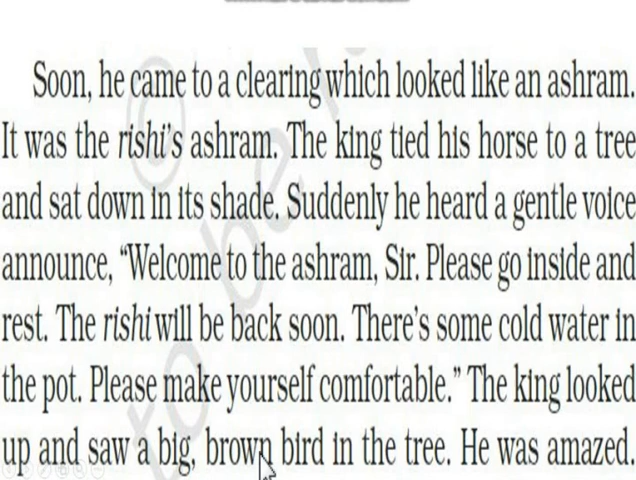 Soon, he came to a clearing which looked like an ashram.
It was the rishi's ashram. The king tied his horse to a tree
and sat down in its shade. Suddenly he heard a gentle voice
announce, “Welcome to the ashram, Sir. Please go inside and
rest. The rishi will be back soon. There's some cold water in
the pot. Please make yourself comfortable.” The king looked
up and saw a big, brown bird in the tree. He was amazed.